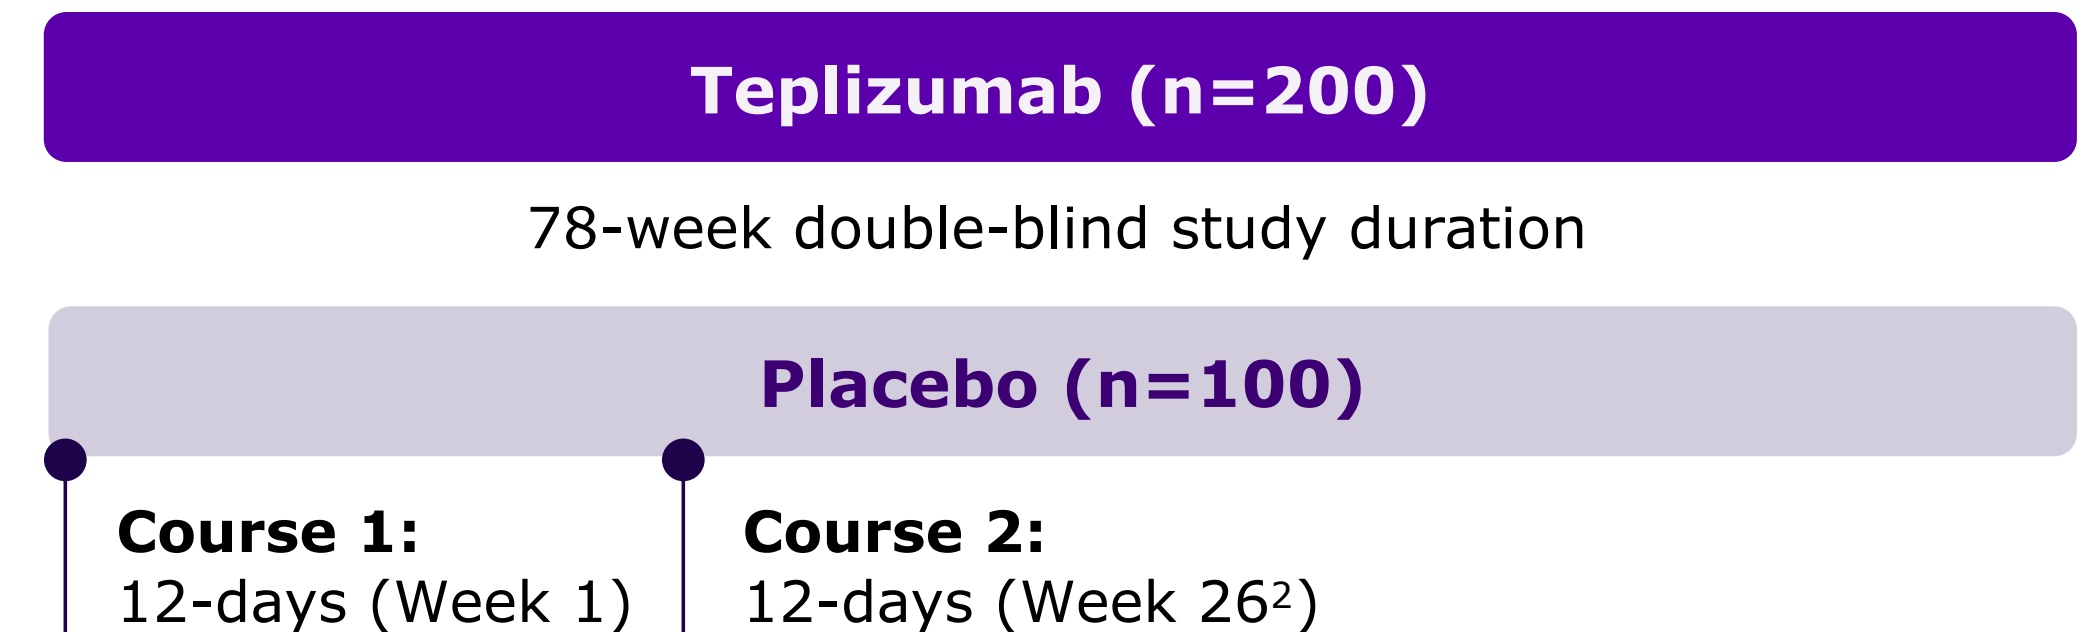 Teplizumab (n=200)
78-week double-blind study duration
Placebo (n=100)
Course 1:
12-days (Week 1)
Course 2:
12-days (Week 26²)